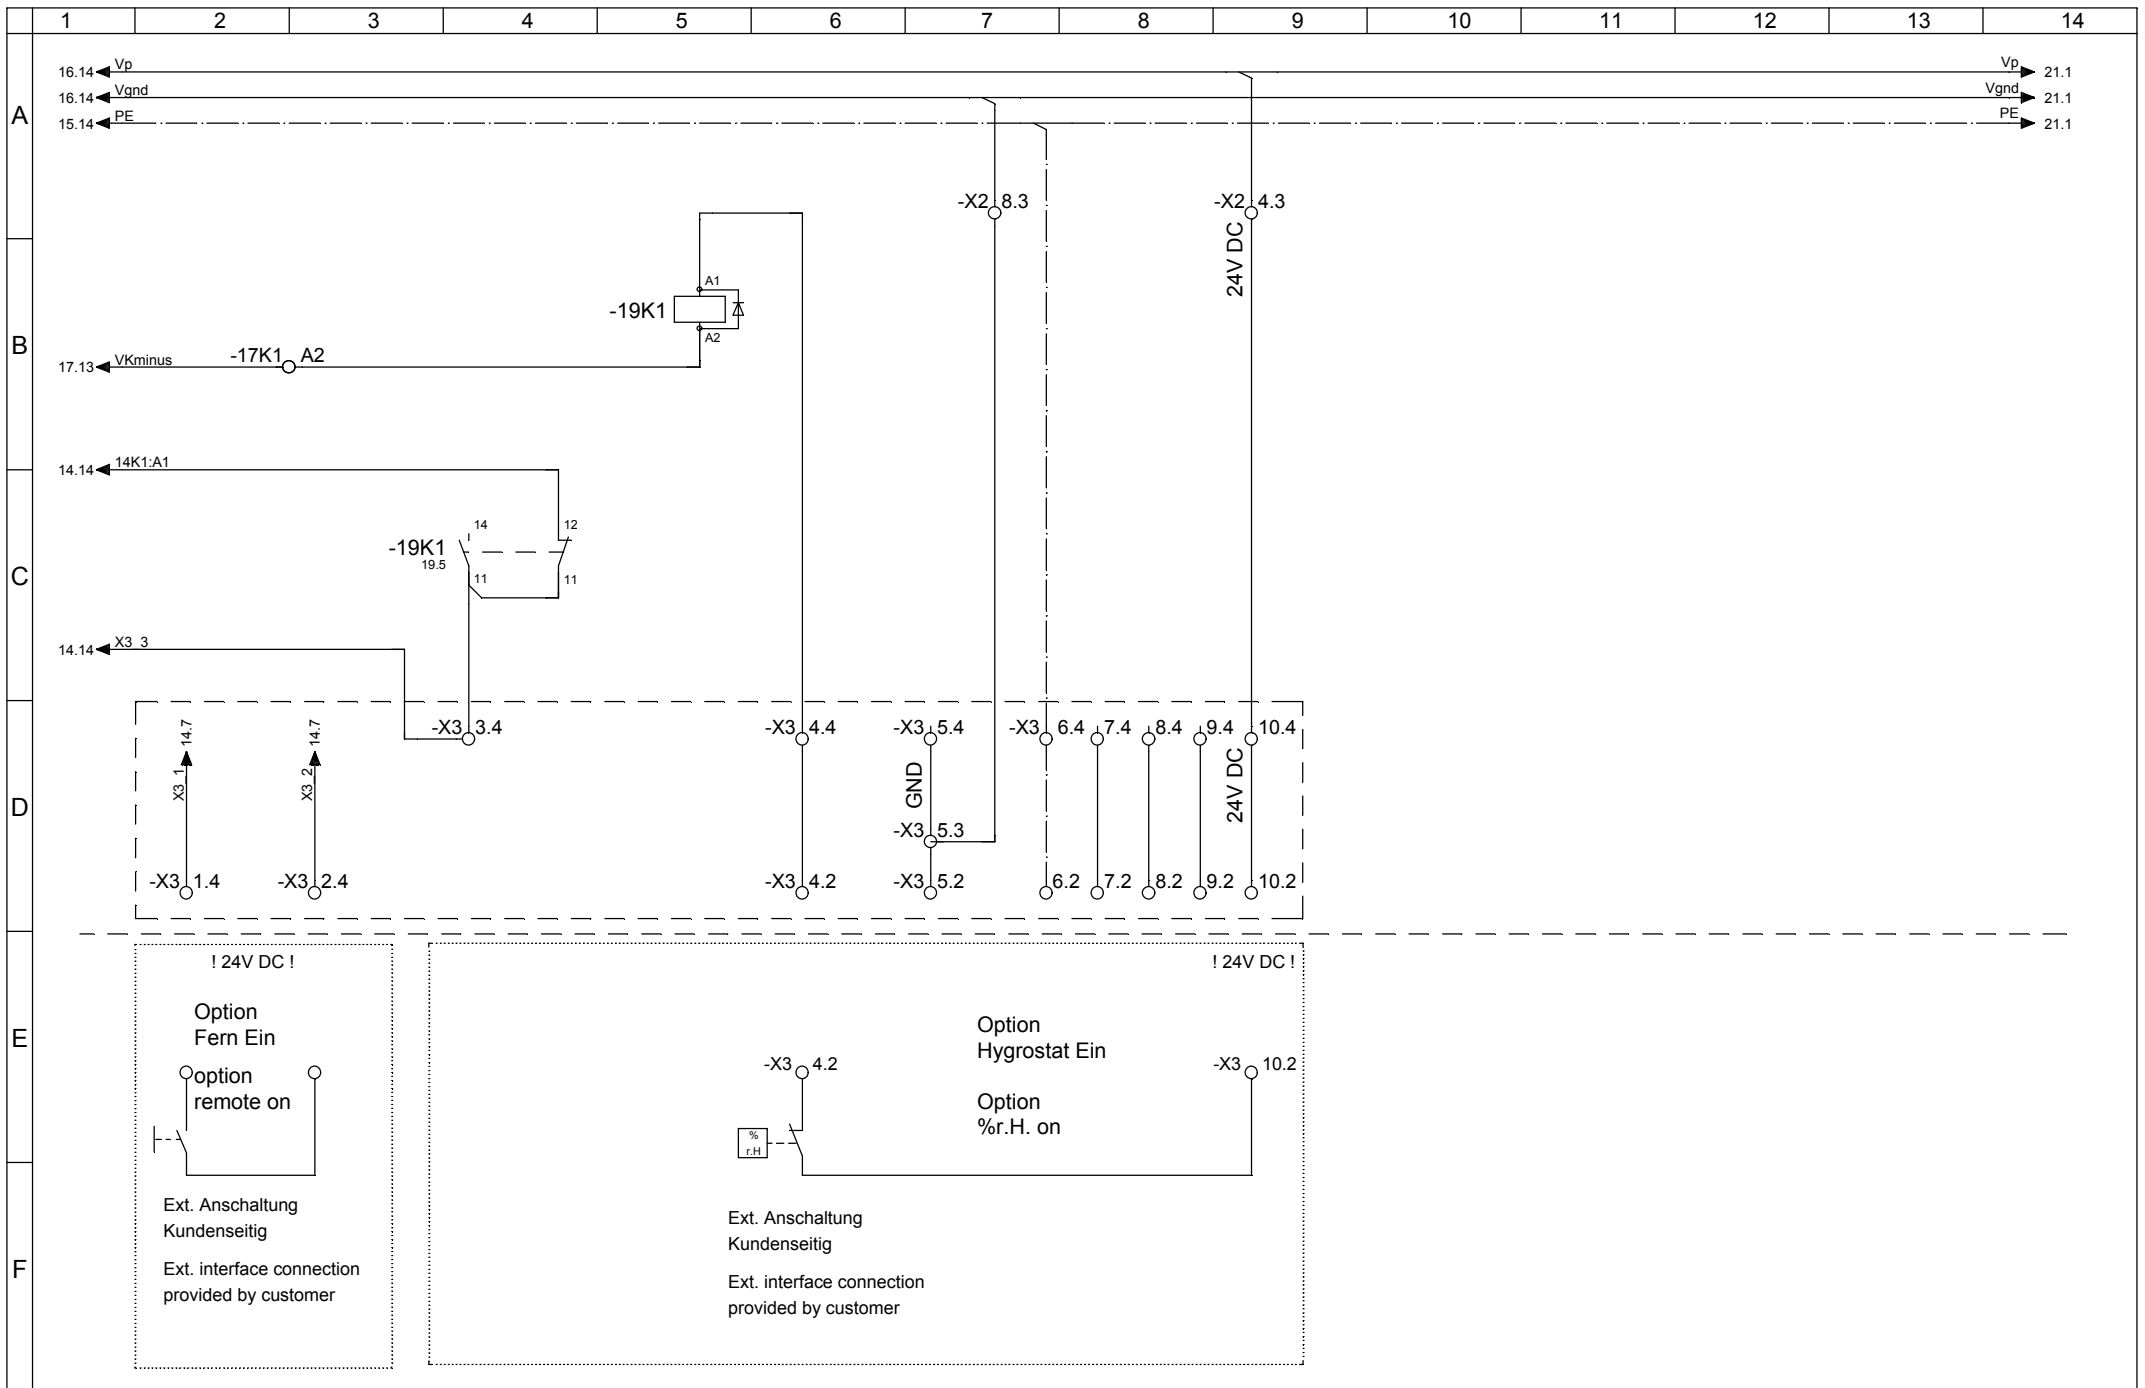 1 2 3 4 5 6 7 8 9 10 11 12 13 14
A
16.14 Vp Vp 21.1
16.14 Vgnd Vgnd 21.1
15.14 PE PE 21.1
-X2 8.3 -X2 4.3
24V DC
B
A1
-19K1
A2
17.13 VKminus -17K1 A2
14.14 14K1:A1
C
14 12
-19K1
19.5
11 11
14.14 X3_3
D
14.7 14.7 -X3 3.4 -X3 4.4 -X3 5.4 -X3 6.4 7.4 8.4 9.4 10.4
X3_1 X3_2 GND 24V DC
-X3 5.3
-X3 1.4 -X3 2.4 -X3 4.2 -X3 5.2 6.2 7.2 8.2 9.2 10.2
E
! 24V DC !
Option
Fern Ein
option
remote on
Ext. Anschaltung
Kundenseitig
Ext. interface connection
provided by customer
! 24V DC !
Option
Hygrostat Ein
-X3 4.2 -X3 10.2
Option
%r.H. on
%
r.H
F
Ext. Anschaltung
Kundenseitig
Ext. interface connection
provided by customer